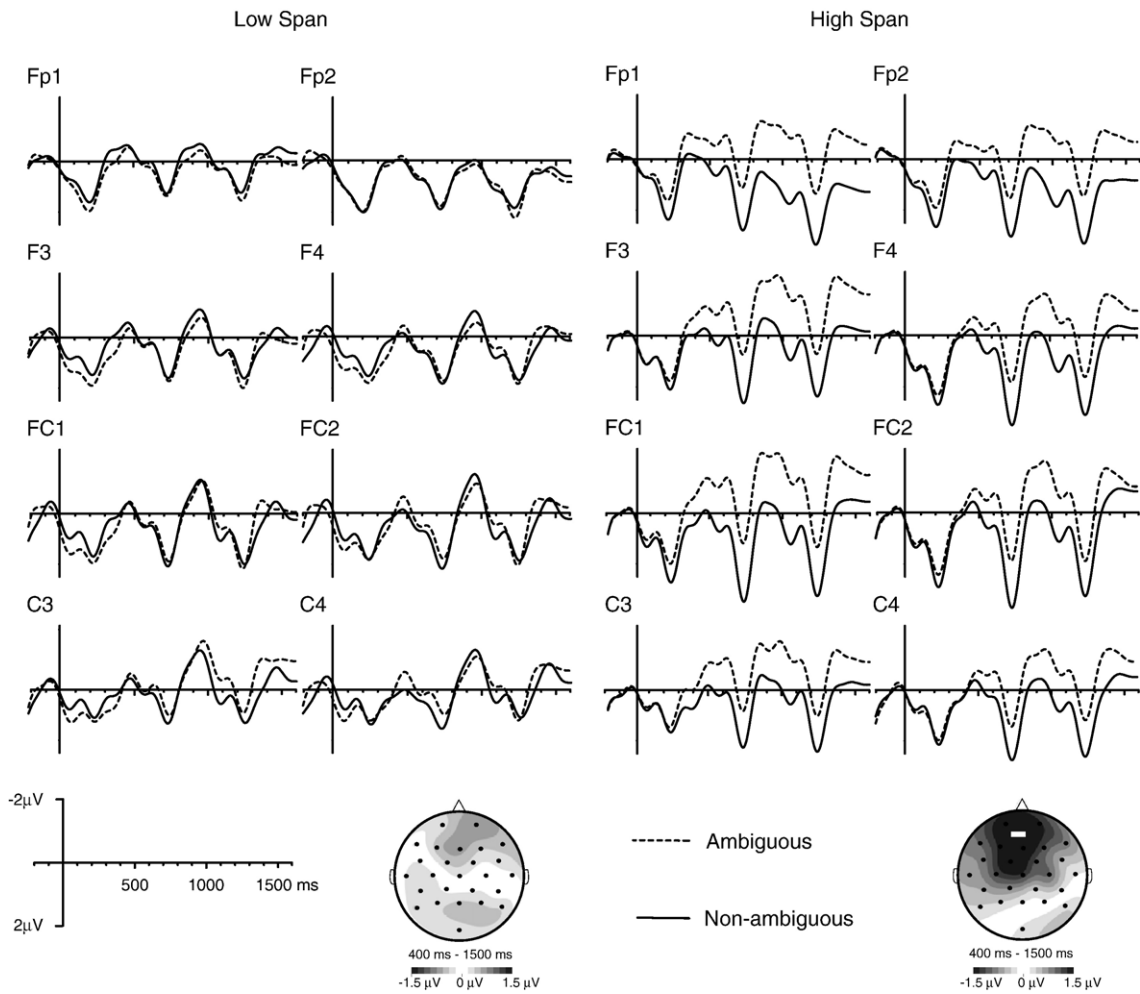 Low Span High Span
Fp1 Fp2 Fp1 Fp2
F3 F4 F3 F4
FC1 FC2 FC1 FC2
C3 C4 C3 C4
-2μV
500 1000 1500 ms
2μV
Ambiguous
Non-ambiguous
400 ms - 1500 ms
-1.5 μV 0 μV 1.5 μV
400 ms - 1500 ms
-1.5 μV 0 μV 1.5 μV